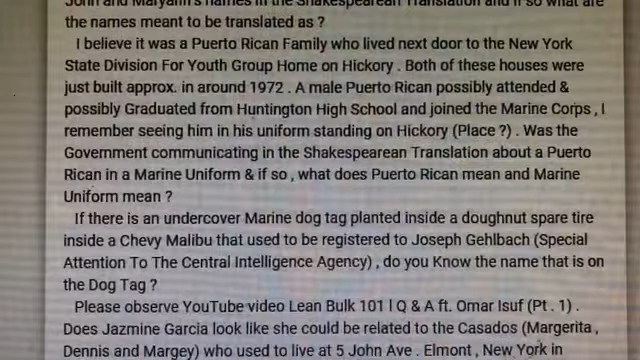 John and Maryann's names in the Shakespearean Translation and if so what are
the names meant to be translated as ?
I believe it was a Puerto Rican Family who lived next door to the New York
State Division For Youth Group Home on Hickory . Both of these houses were
just built approx. in around 1972 . A male Puerto Rican possibly attended &
possibly Graduated from Huntington High School and joined the Marine Corps , I
remember seeing him in his uniform standing on Hickory (Place ?) . Was the
Government communicating in the Shakespearean Translation about a Puerto
Rican in a Marine Uniform & if so , what does Puerto Rican mean and Marine
Uniform mean ?
If there is an undercover Marine dog tag planted inside a doughnut spare tire
inside a Chevy Malibu that used to be registered to Joseph Gehlbach (Special
Attention To The Central Intelligence Agency) , do you Know the name that is on
the Dog Tag ?
Please observe YouTube video Lean Bulk 101 l Q & A ft. Omar Isuf (Pt . 1) .
Does Jazmine Garcia look like she could be related to the Casados (Margerita ,
Dennis and Margey) who used to live at 5 John Ave . Elmont , New York in